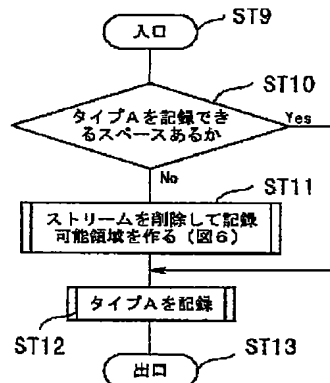 入口
ST9
ST10
タイプAを記録でき
るスペースあるか
Yes
No
ST11
ストリームを削除して記録
可能領域を作る（図6）
タイプAを記録
ST12
ST13
出口